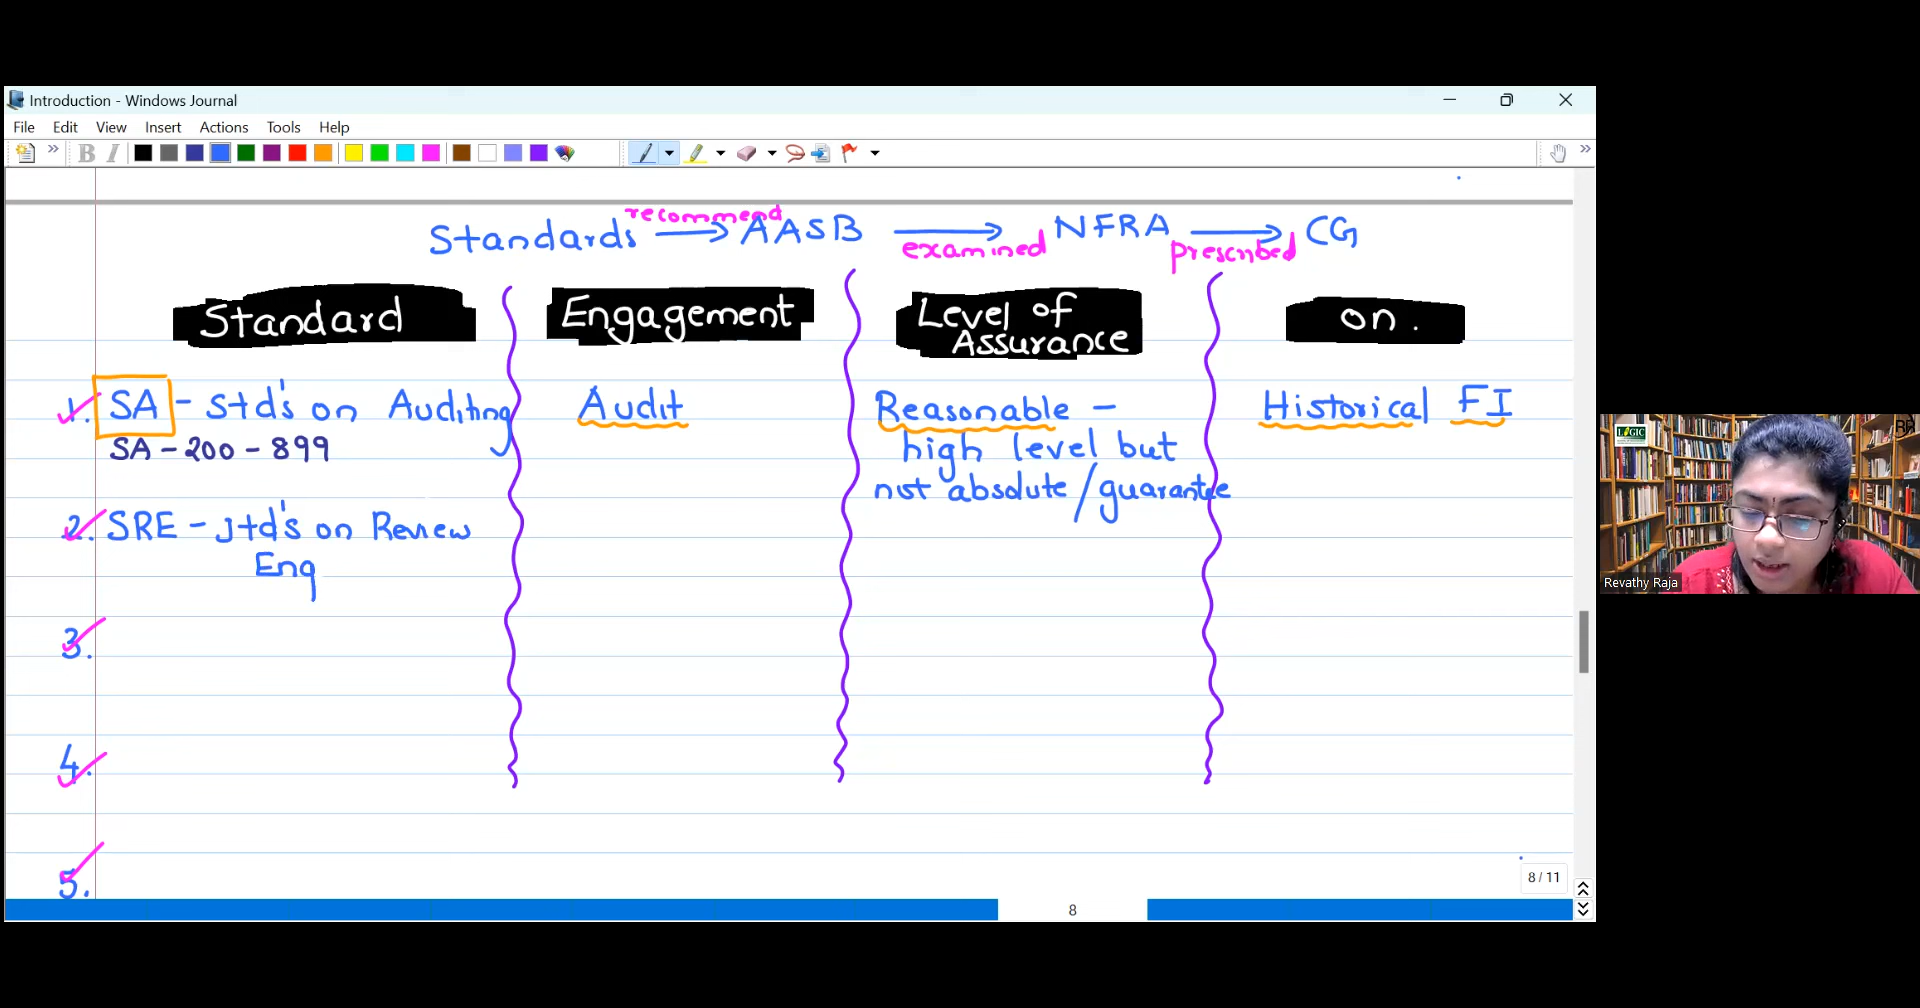 Introduction - Windows Journal
File Edit View Insert Actions Tools Help
B I
Standards recommend AASB examined NFRA prescribed CG
Standard Engagement Level of Assurance on.
1. SA - Std's on Auditing Audit Reasonable - Historical FI
SA - 200 - 899 high level but
not absolute / guarantee
2. SRE - Std's on Review
Eng
3.
4.
5.
8 / 11
8
LOGIC
RR
Revathy Raja